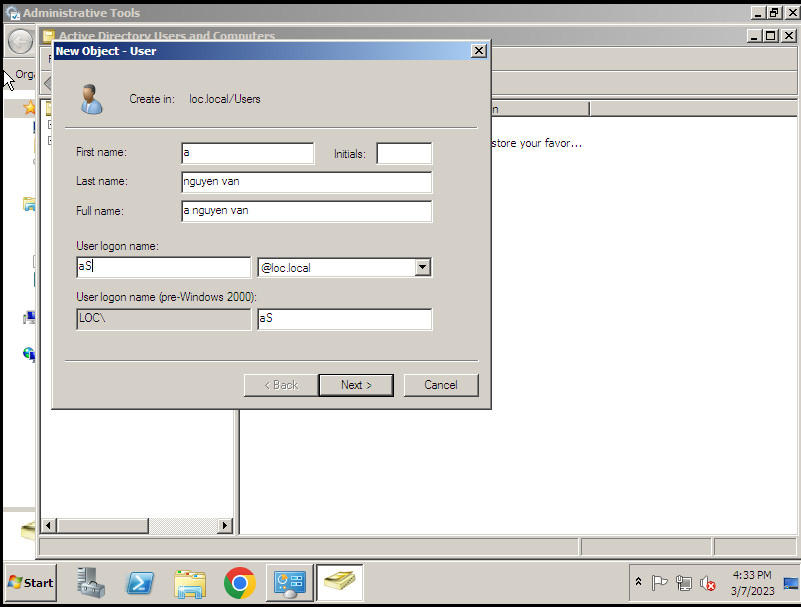 Administrative Tools
Active Directory Users and Computers
New Object - User
Orga
Create in: loc.local/Users
n
store your favor...
First name: a Initials:
Last name: nguyen van
Full name: a nguyen van
User logon name:
aS @loc.local
User logon name (pre-Windows 2000):
LOC\ aS
< Back Next > Cancel
Start
4:33 PM
3/7/2023